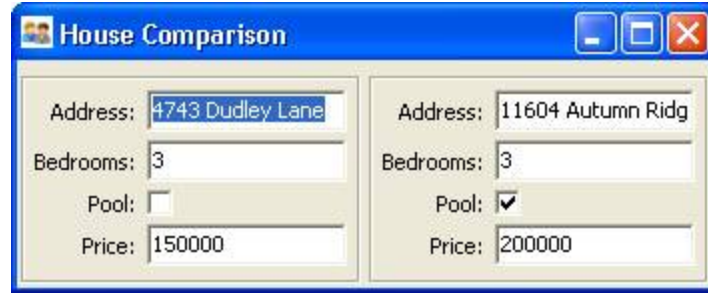 House Comparison
Address: 4743 Dudley Lane
Bedrooms: 3
Pool:
Price: 150000
Address: 11604 Autumn Ridg
Bedrooms: 3
Pool:
Price: 200000